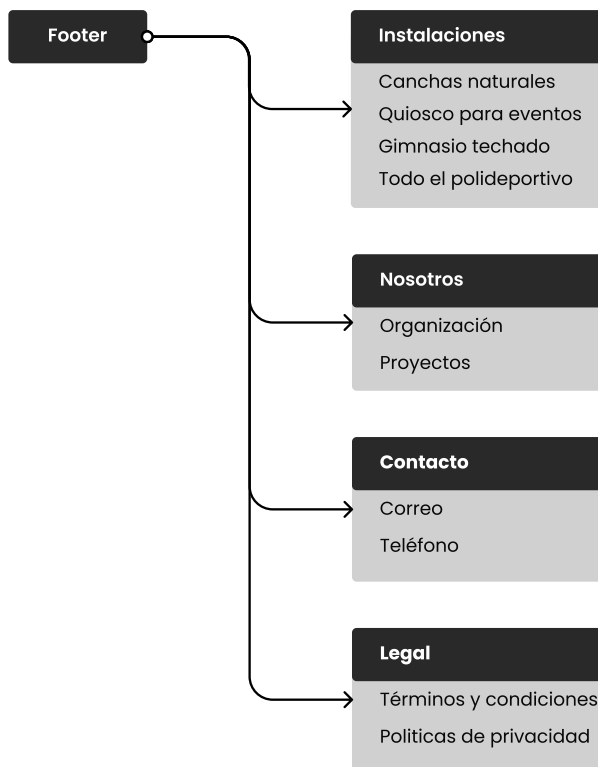 Footer
Instalaciones
Canchas naturales
Quiosco para eventos
Gimnasio techado
Todo el polideportivo
Nosotros
Organización
Proyectos
Contacto
Correo
Teléfono
Legal
Términos y condiciones
Politicas de privacidad